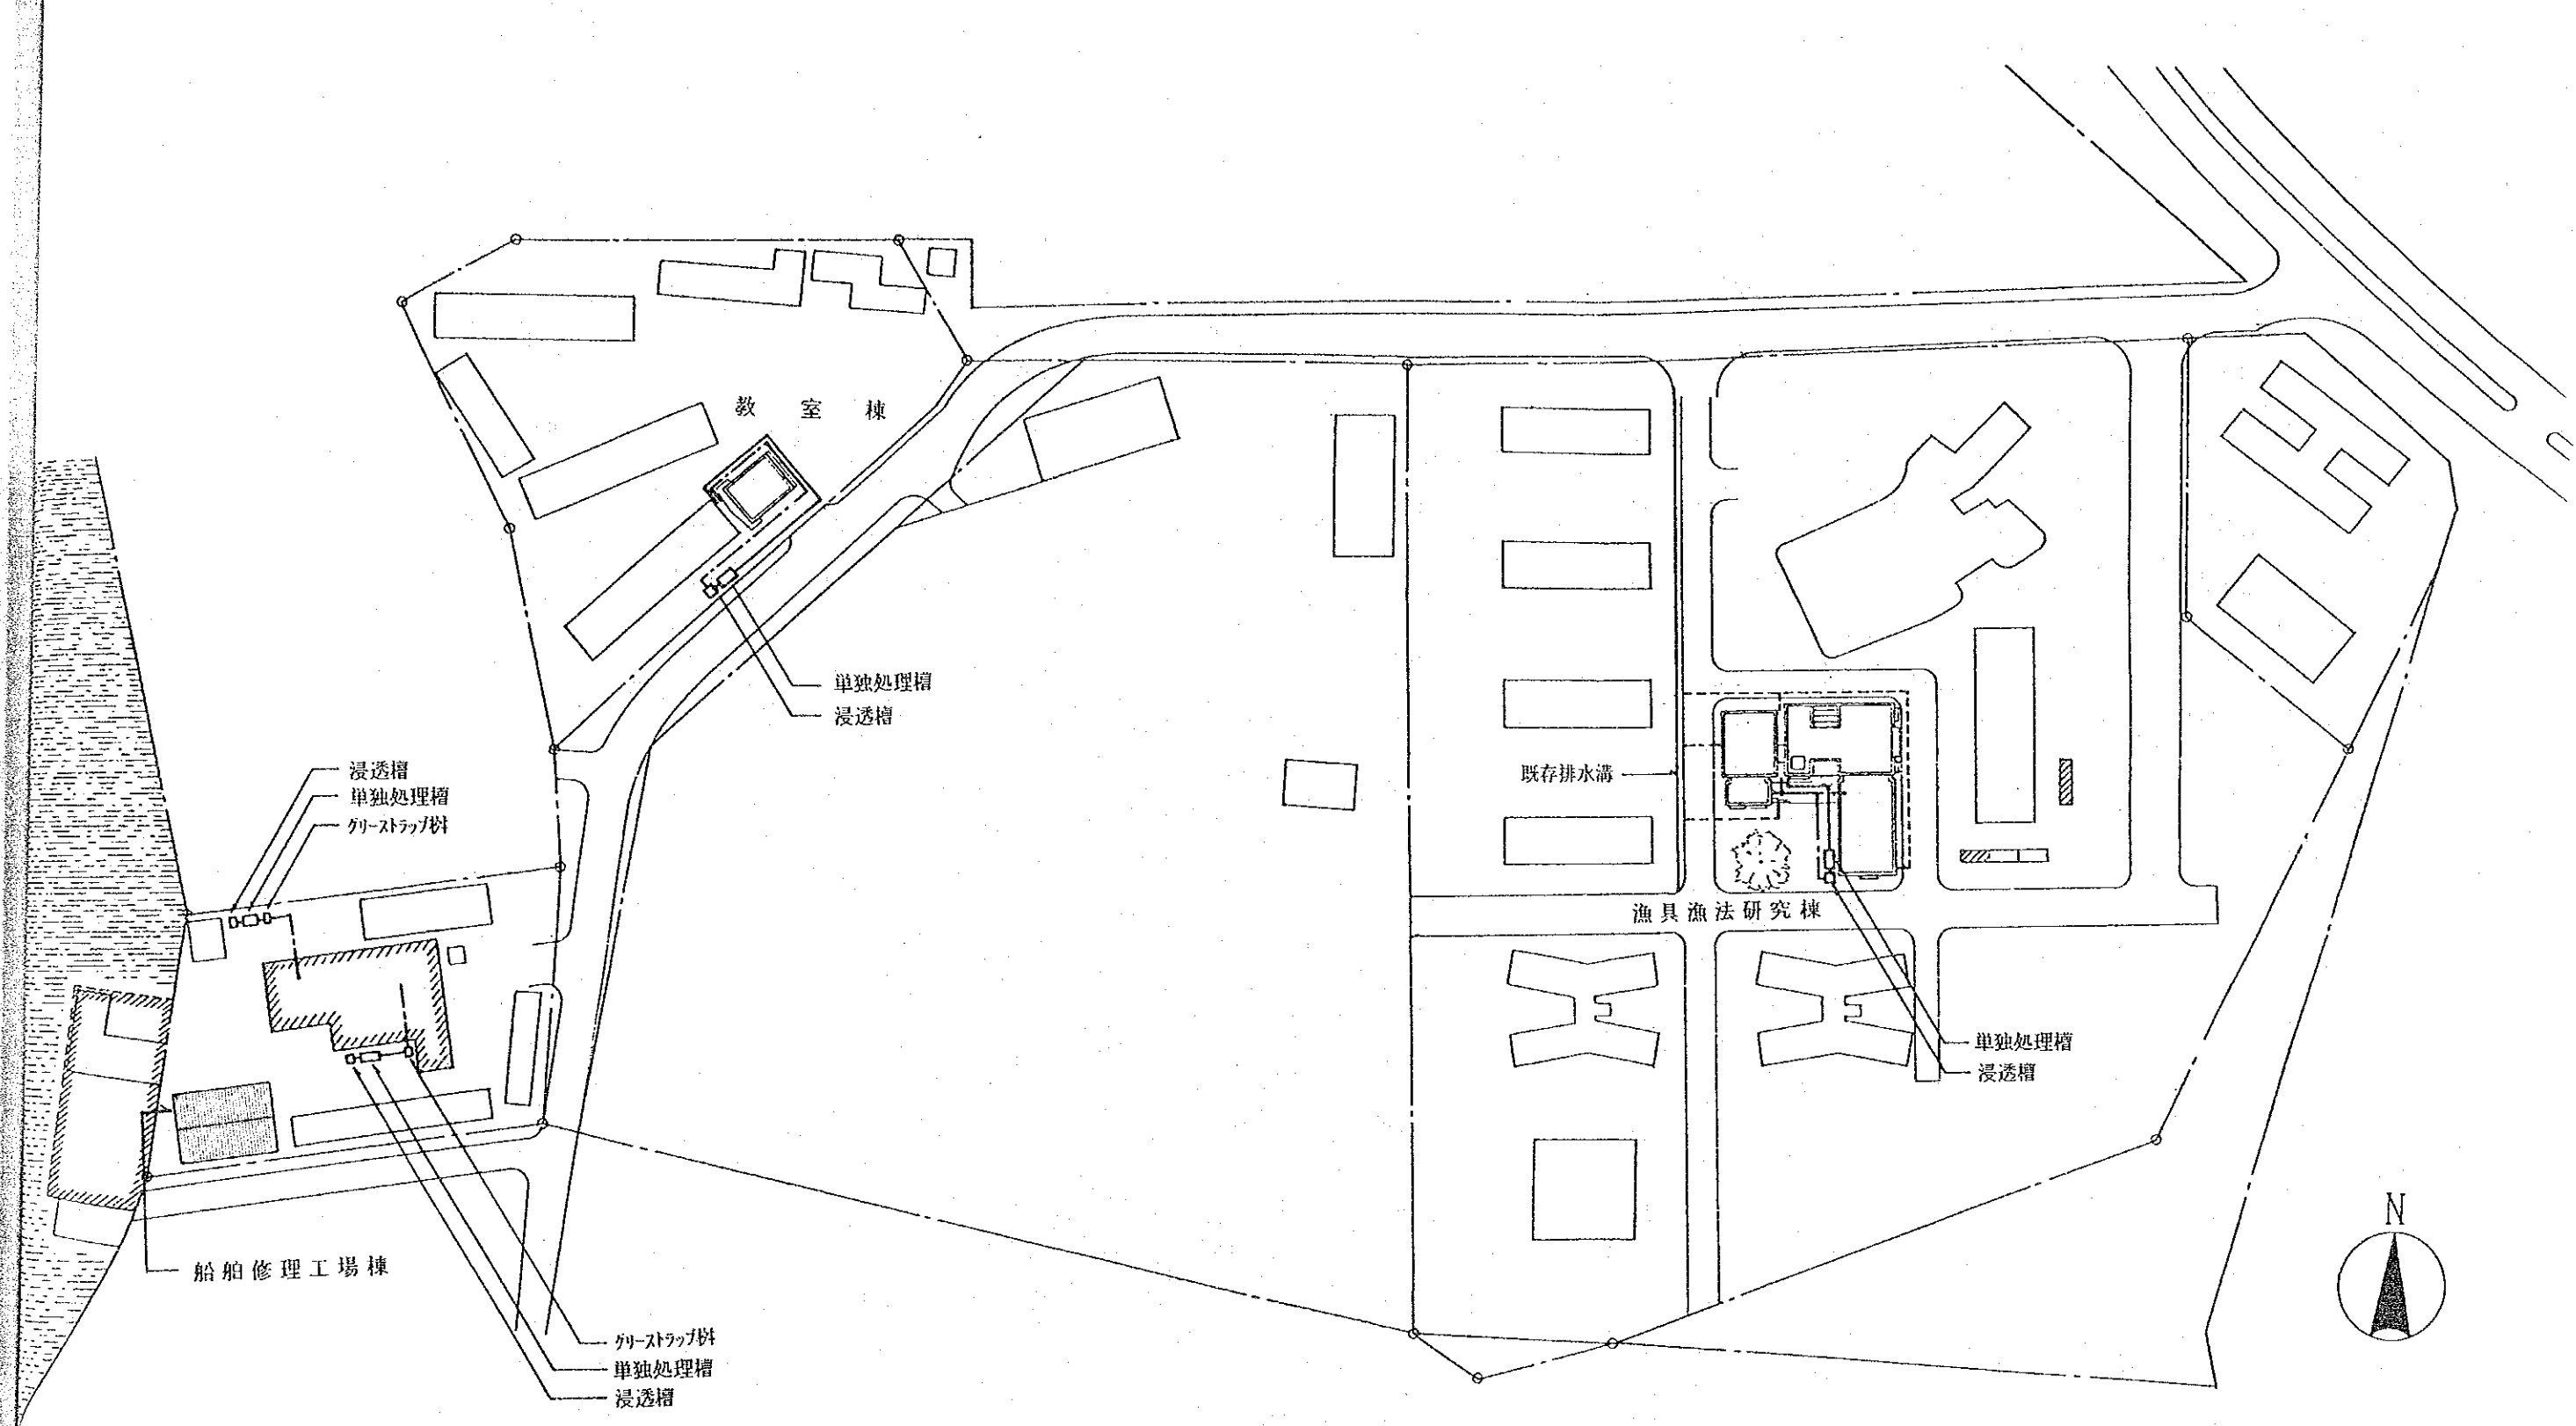 教室棟
単独処理槽
浸透槽
浸透槽
単独処理槽
グリーストラップ桝
既存排水溝
漁具漁法研究棟
単独処理槽
浸透槽
船舶修理工場棟
グリーストラップ桝
単独処理槽
浸透槽
N